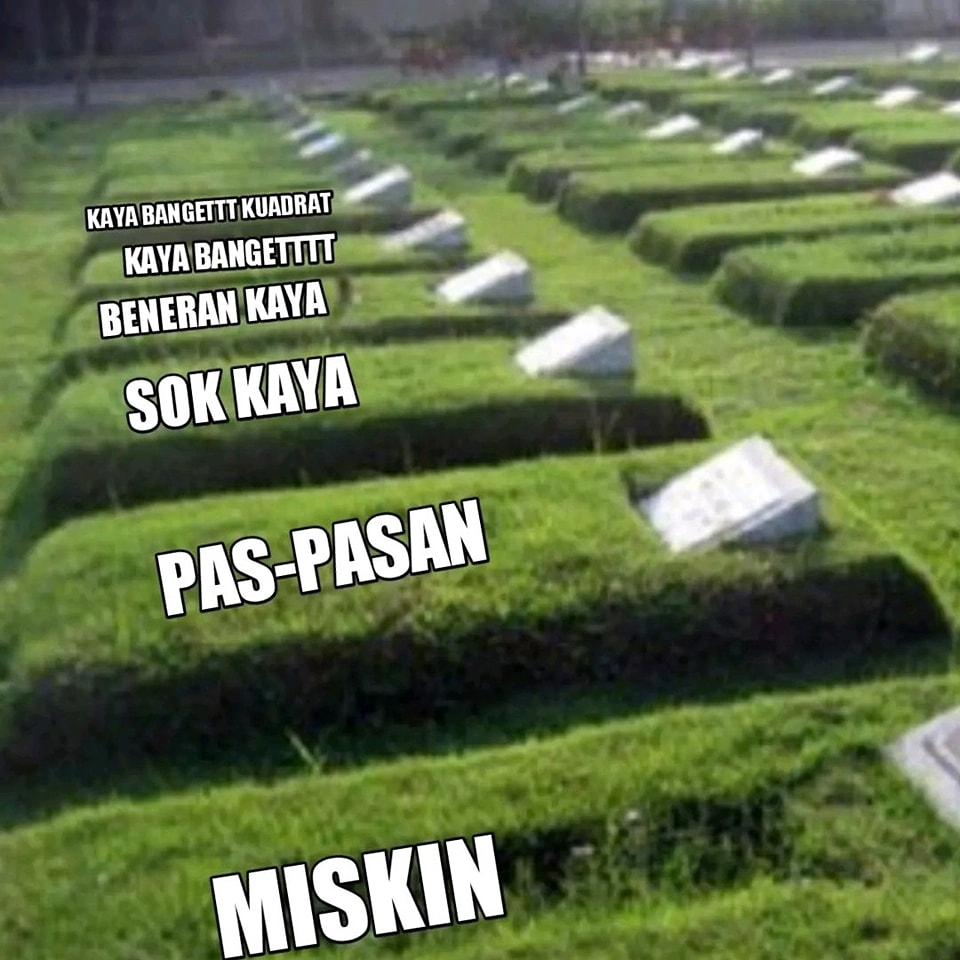 KAYA BANGETTT KUADRAT
KAYA BANGETTTT
BENERAN KAYA
SOK KAYA
PAS-PASAN
MISKIN